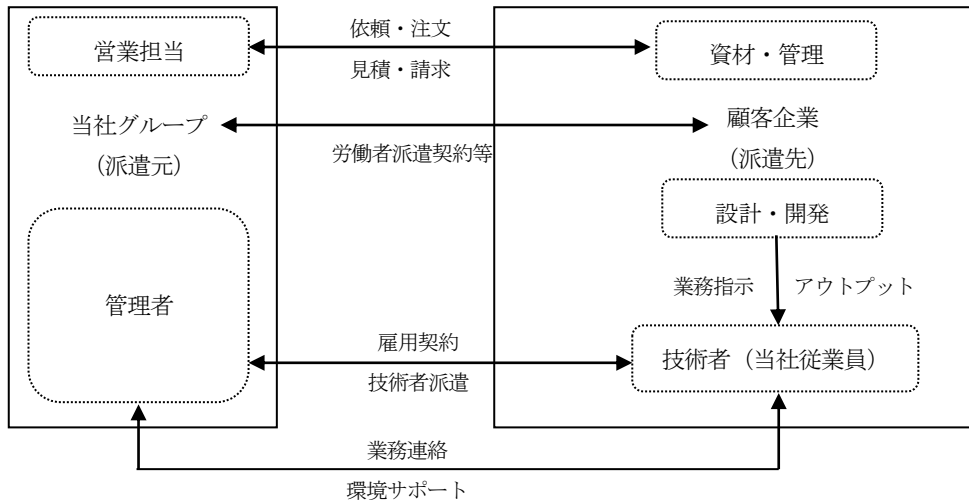 依頼・注文
営業担当
資材・管理
見積・請求
当社グループ
顧客企業
労働者派遣契約等
(派遣元)
(派遣先)
設計・開発
業務指示 アウトプット
管理者
雇用契約
技術者（当社従業員）
技術者派遣
業務連絡
環境サポート